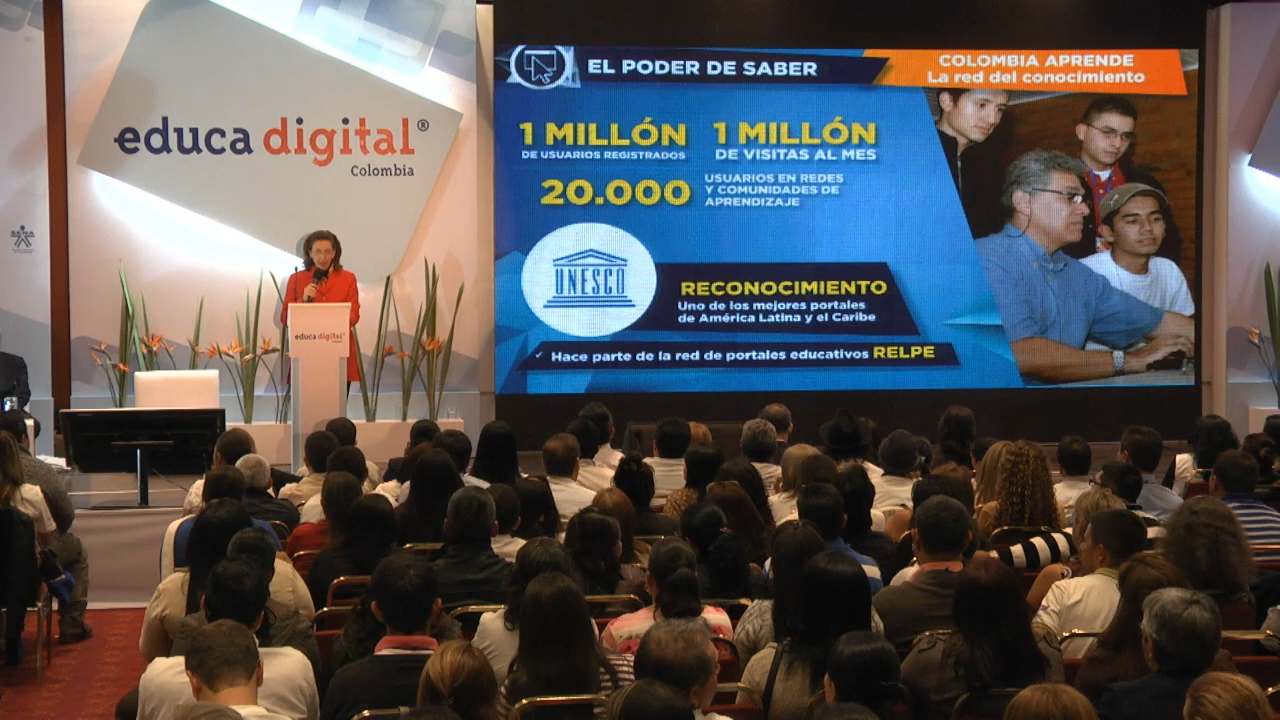 educa digital®
Colombia
SENA
educa digital
EL PODER DE SABER
COLOMBIA APRENDE
La red del conocimiento
1 MILLÓN
DE USUARIOS REGISTRADOS
1 MILLÓN
DE VISITAS AL MES
20.000
USUARIOS EN REDES
Y COMUNIDADES DE
APRENDIZAJE
UNESCO
RECONOCIMIENTO
Uno de los mejores portales
de América Latina y el Caribe
✓ Hace parte de la red de portales educativos RELPE